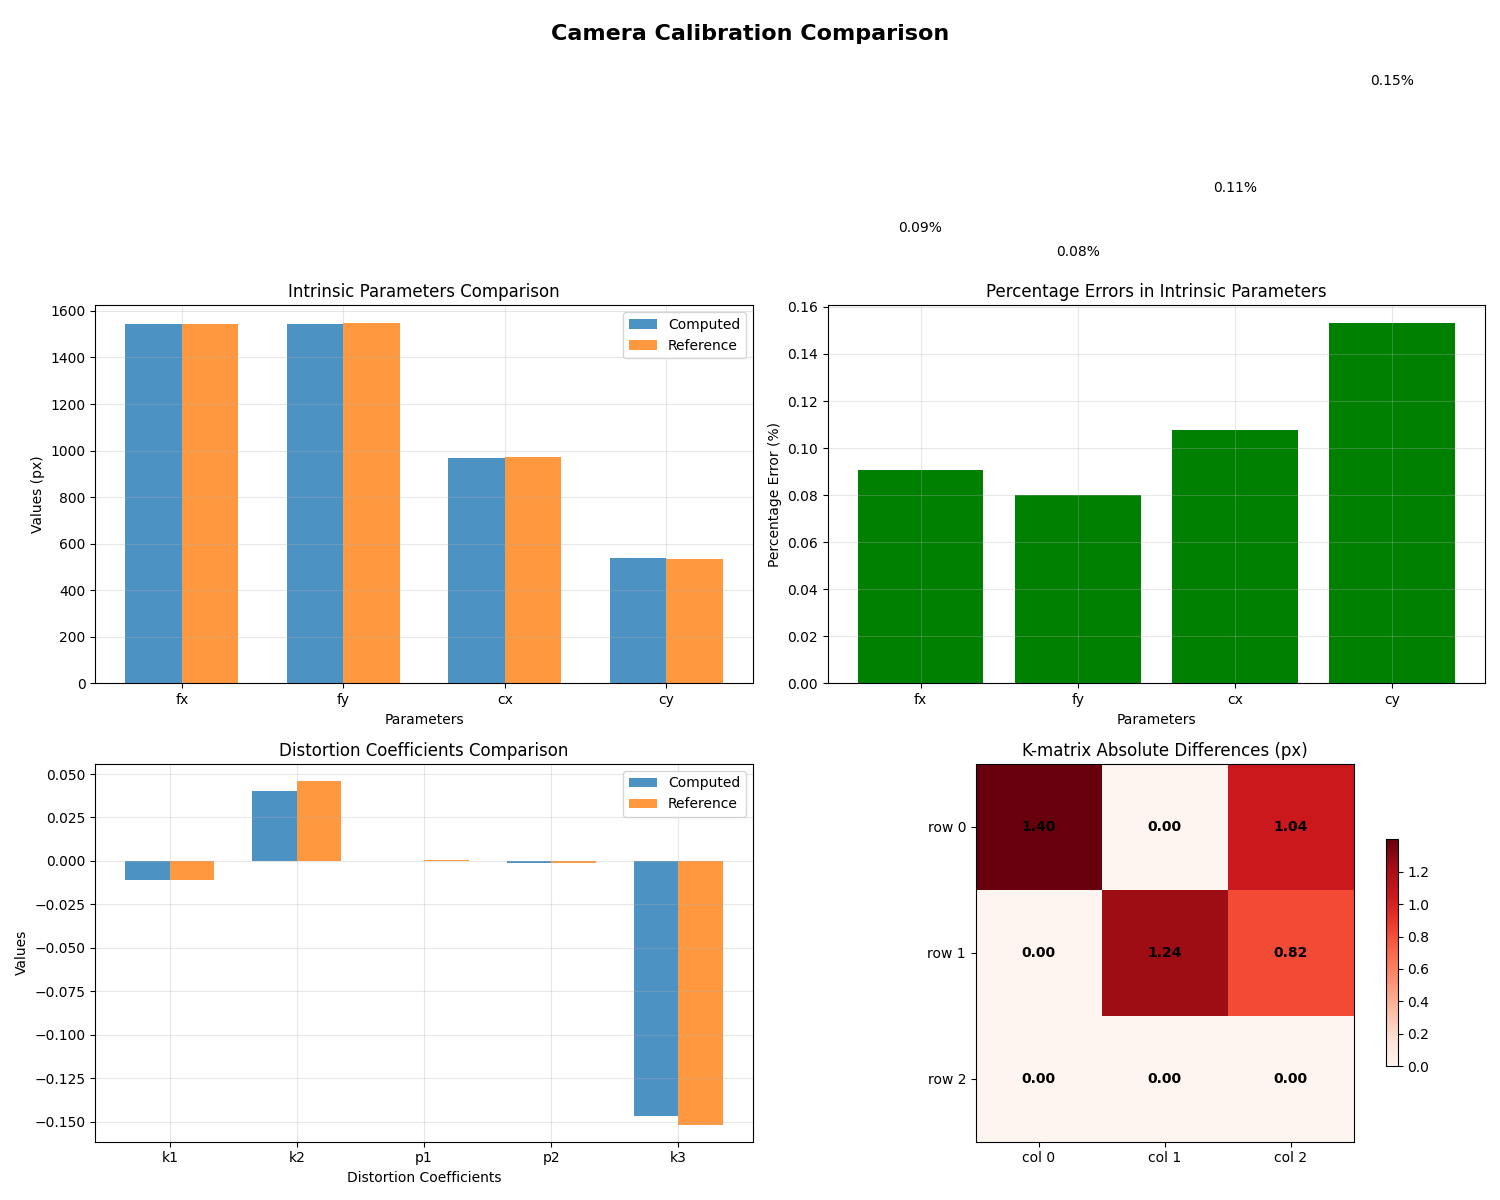 Camera Calibration Comparison
0.15%
0.11%
0.09%
0.08%
Intrinsic Parameters Comparison
1600
1400
1200
1000
800
600
400
200
0
Values (px)
Computed
Reference
fx
fy
cx
cy
Parameters
Percentage Errors in Intrinsic Parameters
0.16
0.14
0.12
0.10
0.08
0.06
0.04
0.02
0.00
Percentage Error (%)
fx
fy
cx
cy
Parameters
Distortion Coefficients Comparison
0.050
0.025
0.000
−0.025
−0.050
−0.075
−0.100
−0.125
−0.150
Values
Computed
Reference
k1
k2
p1
p2
k3
Distortion Coefficients
K-matrix Absolute Differences (px)
row 0
1.40
0.00
1.04
row 1
0.00
1.24
0.82
row 2
0.00
0.00
0.00
col 0
col 1
col 2
1.2
1.0
0.8
0.6
0.4
0.2
0.0